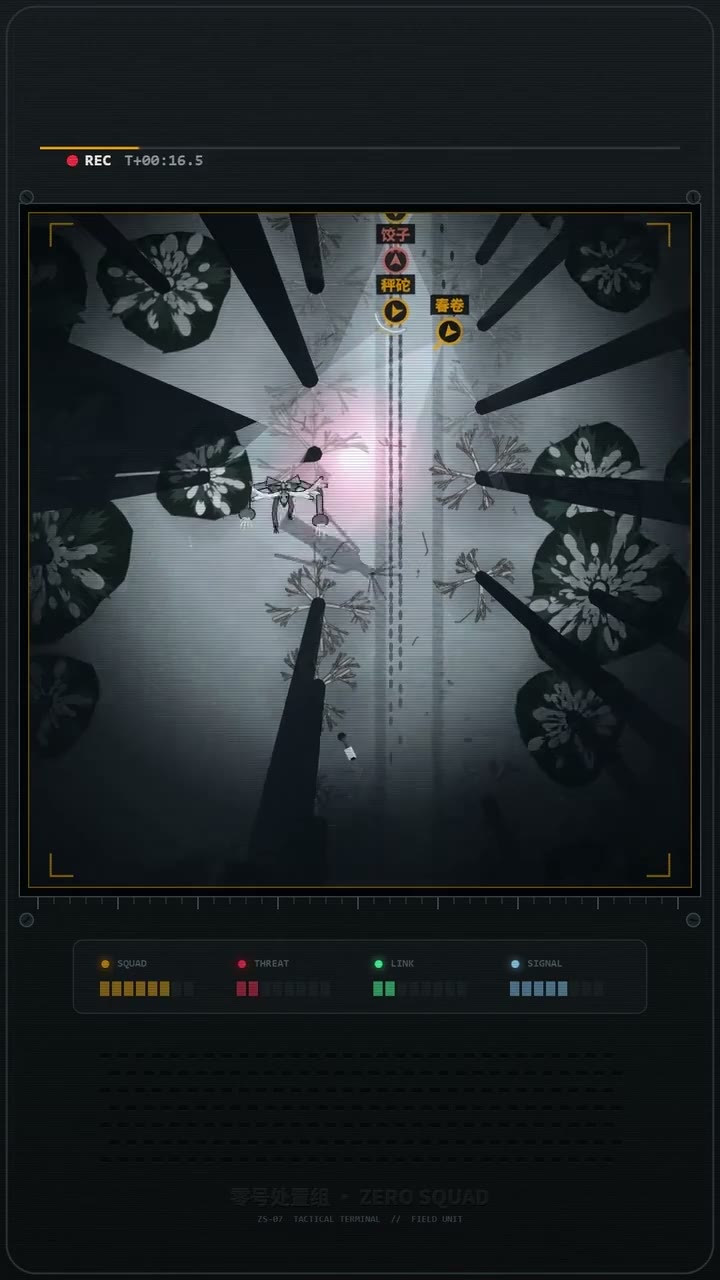 REC T+00:16.5
饺子
秤砣
春卷
SQUAD THREAT LINK SIGNAL
零号处置组 · ZERO SQUAD
ZS-07 TACTICAL TERMINAL // FIELD UNIT